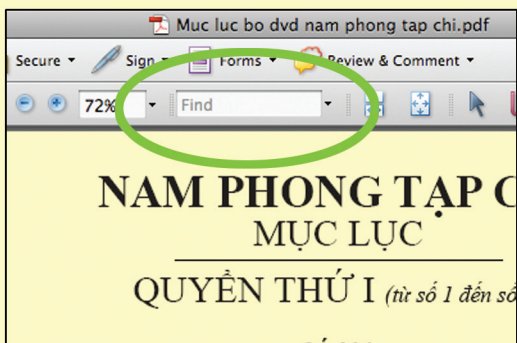 Muc luc bo dvd nam phong tap chi.pdf
Secure Sign Forms Review & Comment
72% Find
NAM PHONG TẠP C
MỤC LỤC
QUYỂN THỨ I (từ số 1 đến số